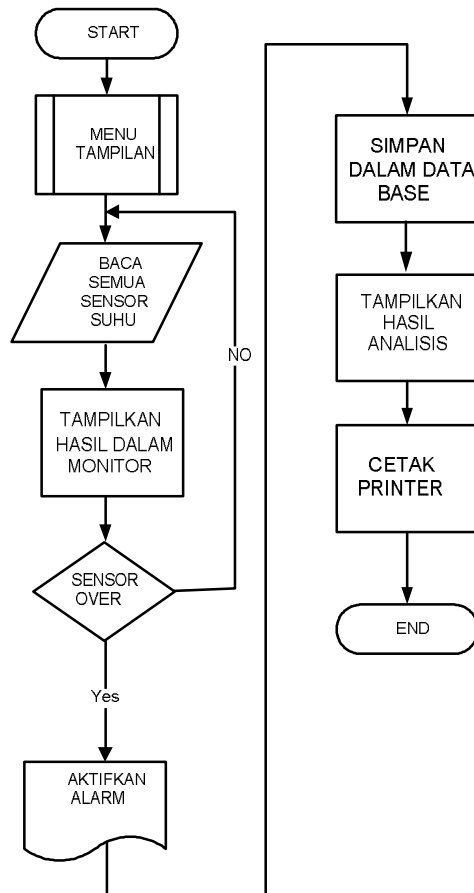 START
MENU
TAMPILAN
BACA
SEMUA
SENSOR
SUHU
NO
TAMPILKAN
HASIL DALAM
MONITOR
SENSOR
OVER
Yes
AKTIFKAN
ALARM
SIMPAN
DALAM DATA
BASE
TAMPILKAN
HASIL
ANALISIS
CETAK
PRINTER
END